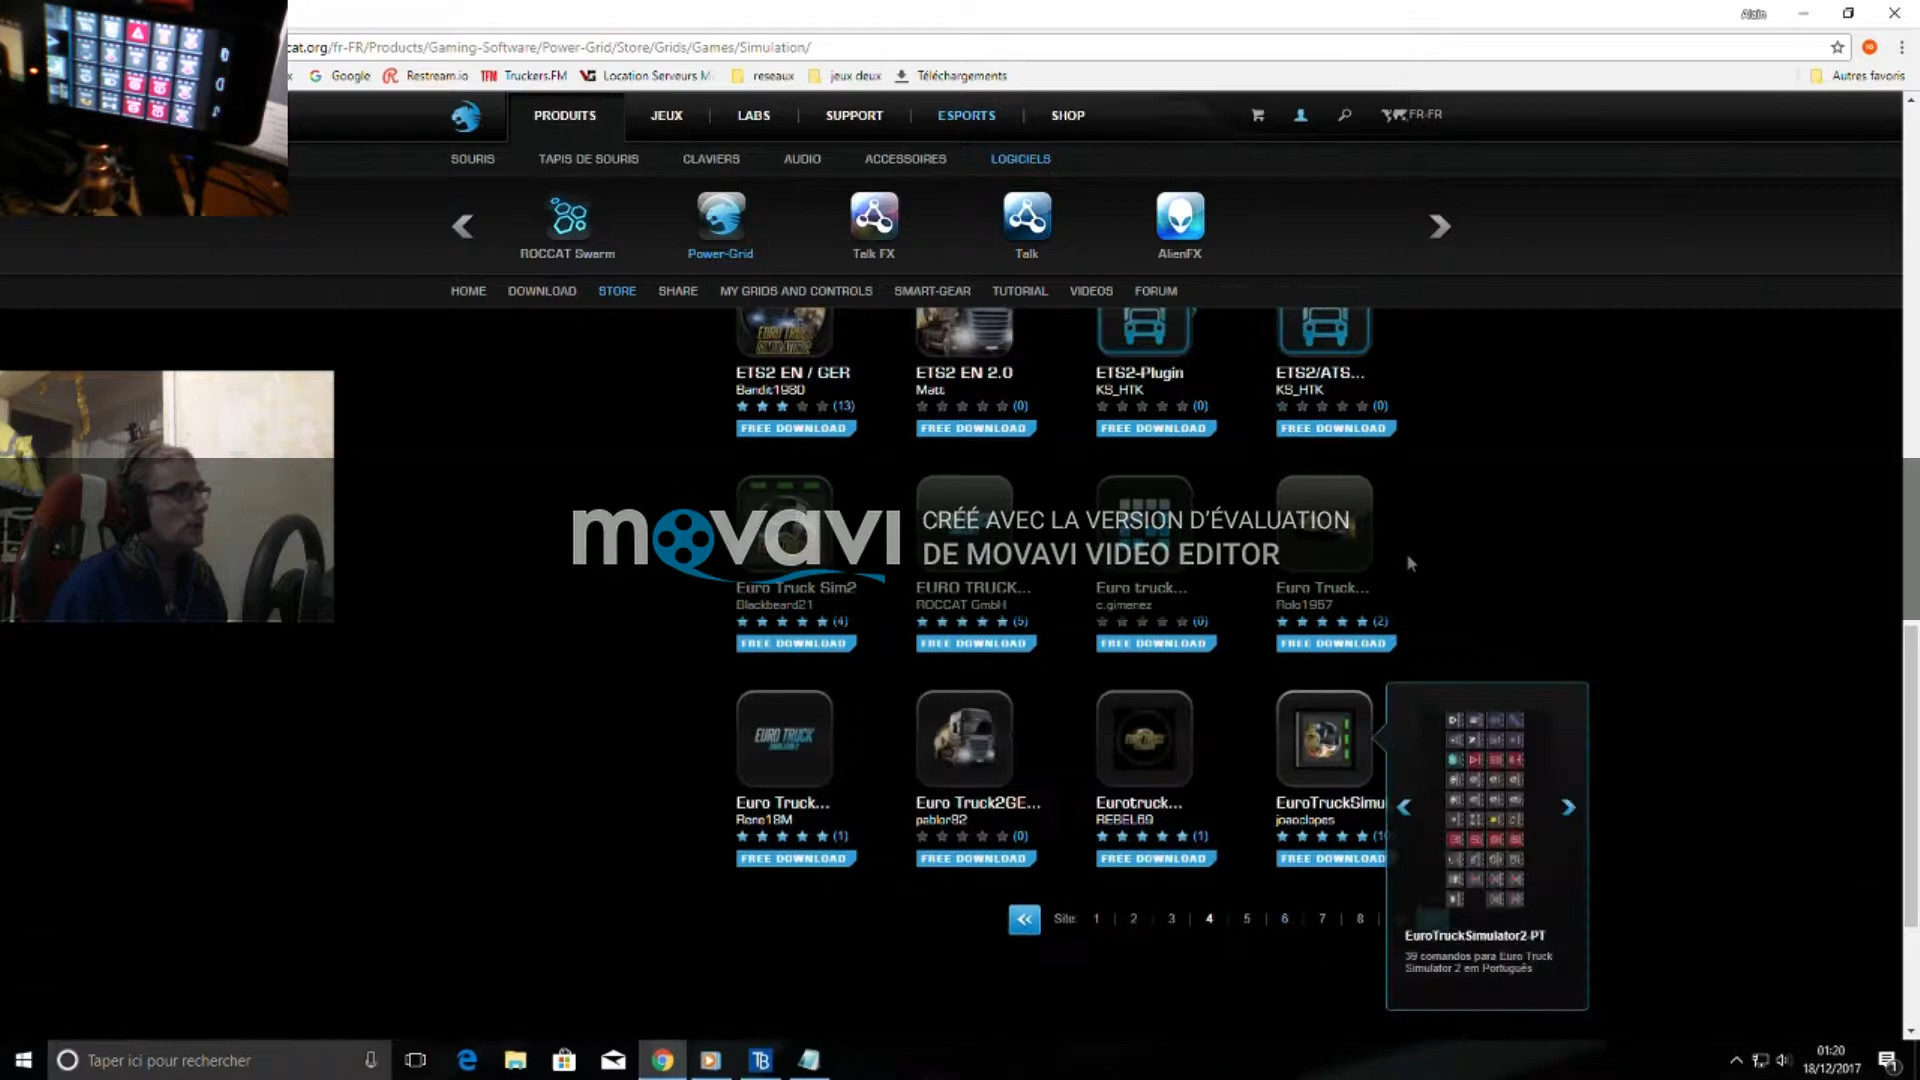 Alain
cat.org/fr-FR/Products/Gaming-Software/Power-Grid/Store/Grids/Games/Simulation/
Google
Restream.io
TFM Truckers.FM
Location Serveurs M
reseaux
jeux deux
Téléchargements
Autres favoris
PRODUITS
JEUX
LABS
SUPPORT
ESPORTS
SHOP
FR-FR
SOURIS
TAPIS DE SOURIS
CLAVIERS
AUDIO
ACCESSOIRES
LOGICIELS
ROCCAT Swarm
Power-Grid
Talk FX
Talk
AlienFX
HOME
DOWNLOAD
STORE
SHARE
MY GRIDS AND CONTROLS
SMART-GEAR
TUTORIAL
VIDEOS
FORUM
ETS2 EN / GER
Bandit1980
(13)
FREE DOWNLOAD
ETS2 EN 2.0
Matt
(0)
FREE DOWNLOAD
ETS2-Plugin
KS_HTK
(0)
FREE DOWNLOAD
ETS2/ATS...
KS_HTK
(0)
FREE DOWNLOAD
movavi
CRÉÉ AVEC LA VERSION D'ÉVALUATION
DE MOVAVI VIDEO EDITOR
Euro Truck Sim2
Blackbeard21
(4)
FREE DOWNLOAD
EURO TRUCK...
ROCCAT GmbH
(5)
FREE DOWNLOAD
Euro truck...
c.gimenez
(0)
FREE DOWNLOAD
Euro Truck...
Rolo1957
(2)
FREE DOWNLOAD
EURO TRUCK
SIMULATOR 2
Euro Truck...
Rene18M
(1)
FREE DOWNLOAD
Euro Truck2GE...
pablor92
(0)
FREE DOWNLOAD
Eurotruck...
REBEL69
(1)
FREE DOWNLOAD
EuroTruckSimu
joaoclopes
FREE DOWNLOAD
EuroTruckSimulator2-PT
39 comandos para Euro Truck
Simulator 2 em Português
Site: 1 | 2 | 3 | 4 | 5 | 6 | 7 | 8 |
Taper ici pour rechercher
01:20
18/12/2017